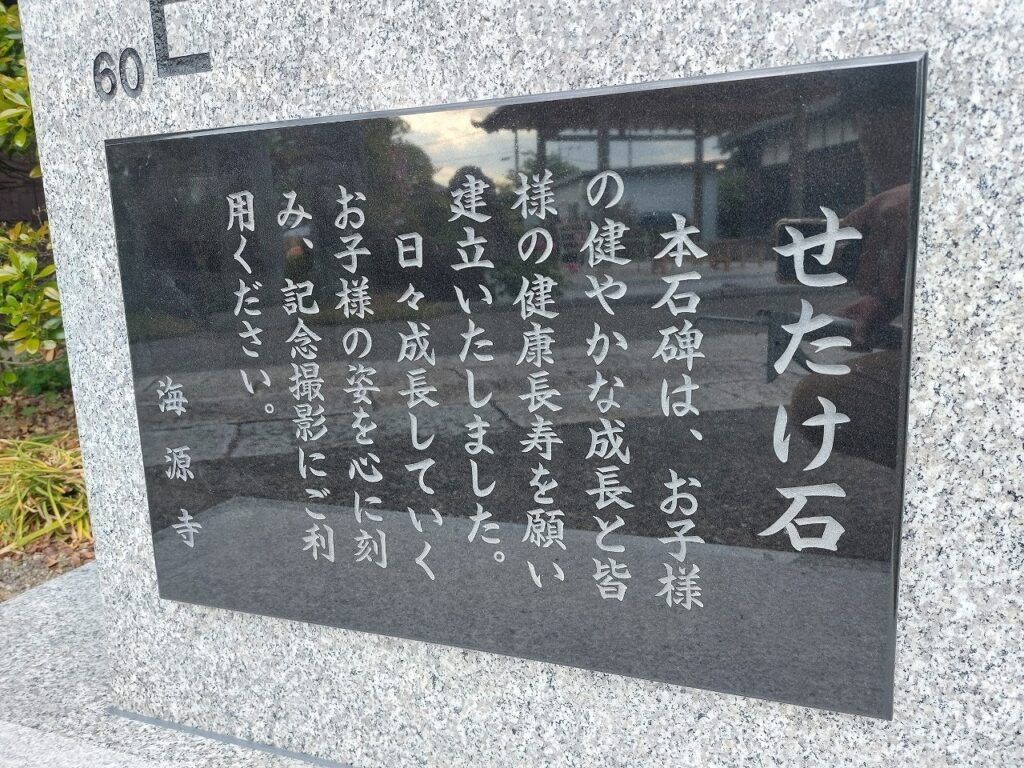 60
せたけ石
本石碑は、お子様
の健やかな成長と皆
様の健康長寿を願い
建立いたしました。
日々成長していく
お子様の姿を心に刻
み、記念撮影にご利
用ください。
海源寺